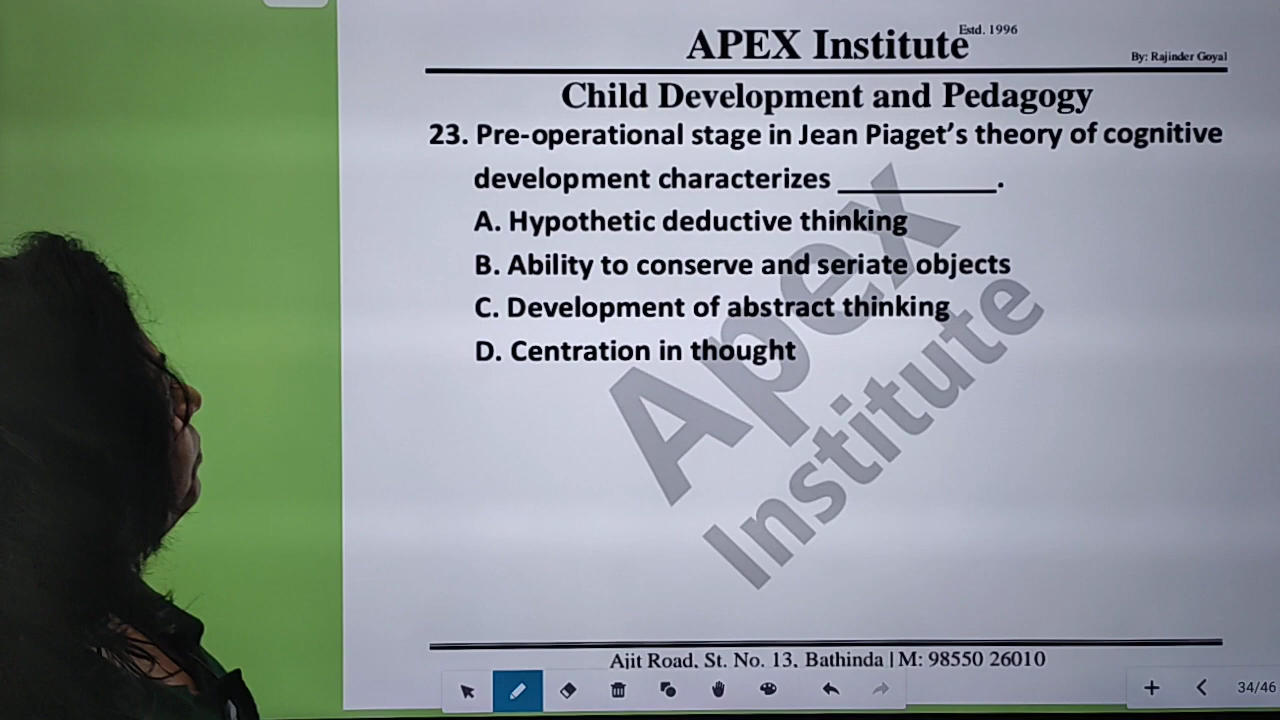 APEX Institute Estd. 1996
By: Rajinder Goyal
Child Development and Pedagogy
23. Pre-operational stage in Jean Piaget's theory of cognitive
development characterizes ____________.
A. Hypothetic deductive thinking
B. Ability to conserve and seriate objects
C. Development of abstract thinking
D. Centration in thought
Apex
Institute
Ajit Road, St. No. 13, Bathinda | M: 98550 26010
34/46